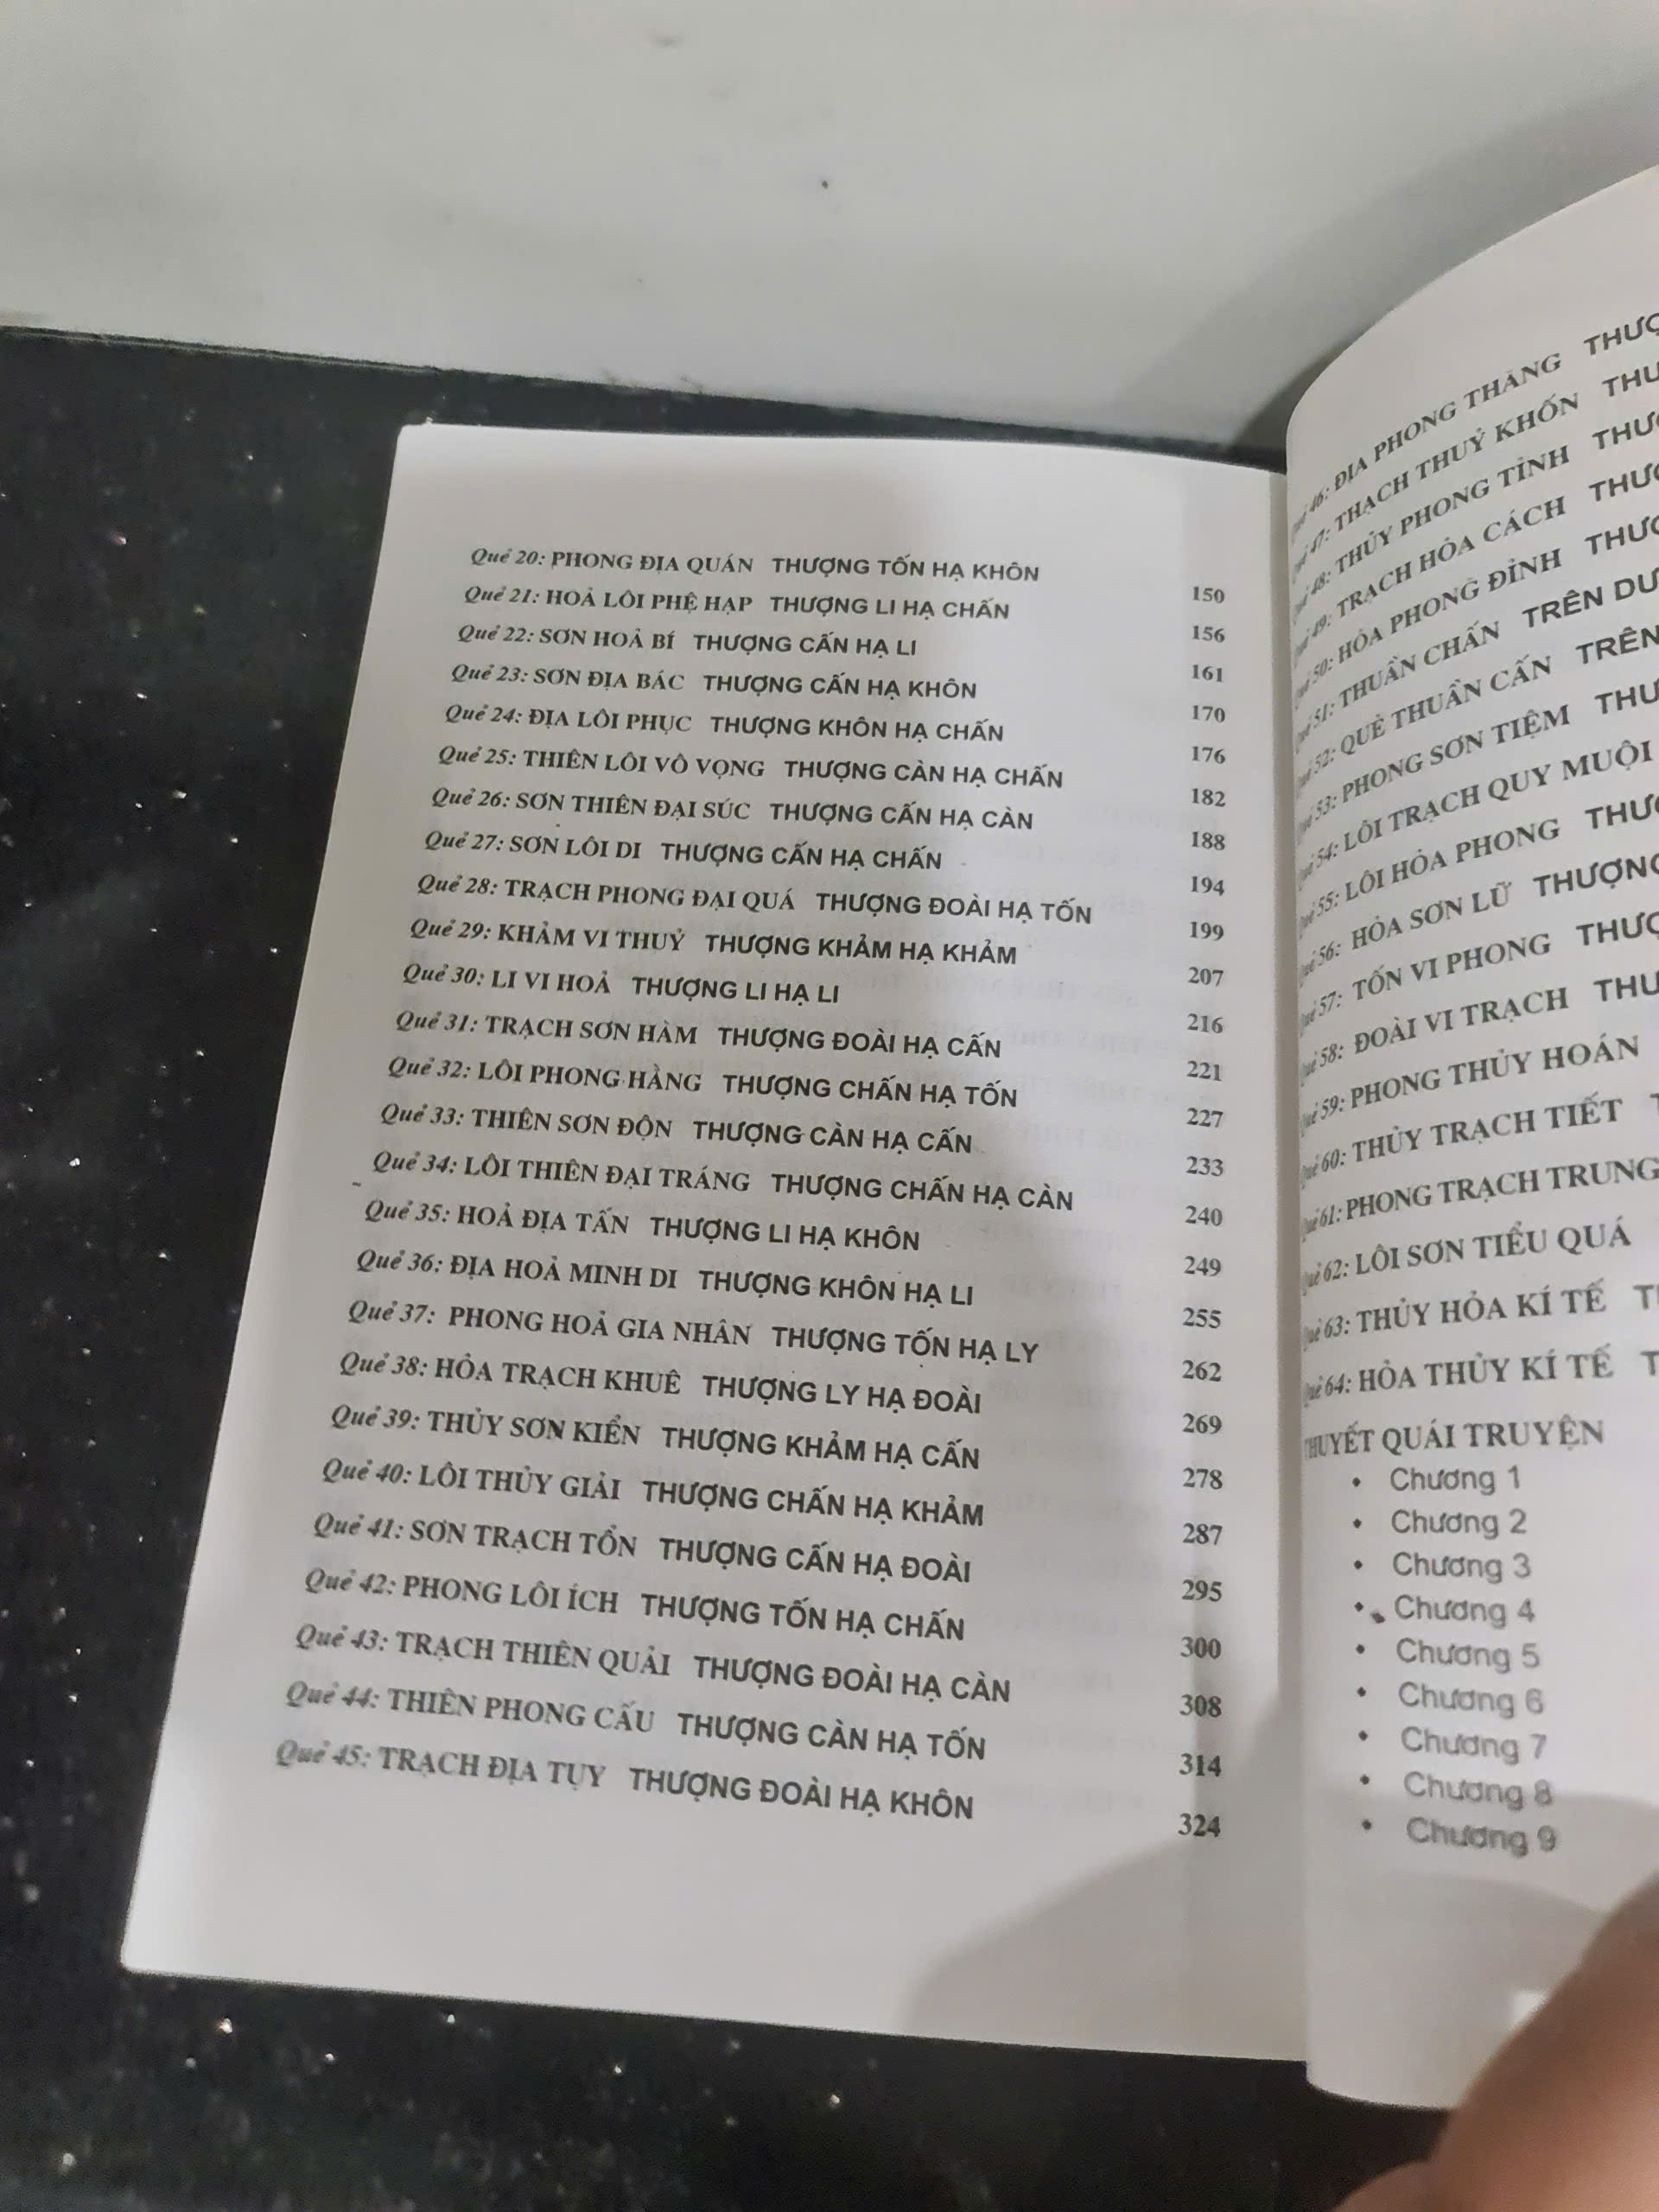 Quẻ 20: PHONG ĐIA QUÁN THƯỢNG TỐN HẠ KHÔN 150
Quẻ 21: HOẢ LÔI PHỆ HẠP THƯỢNG LI HẠ CHẤN 156
Quẻ 22: SƠN HOẢ BÍ THƯỢNG CẤN HẠ LI 161
Quẻ 23: SƠN ĐỊA BÁC THƯỢNG CẤN HẠ KHÔN 170
Quẻ 24: ĐỊA LÔI PHỤC THƯỢNG KHÔN HẠ CHẤN 176
Quẻ 25: THIÊN LÔI VÔ VỌNG THƯỢNG CÀN HẠ CHẤN 182
Quẻ 26: SƠN THIÊN ĐẠI SÚC THƯỢNG CẤN HẠ CÀN 188
Quẻ 27: SƠN LÔI DI THƯỢNG CẤN HẠ CHẤN 194
Quẻ 28: TRẠCH PHONG ĐẠI QUÁ THƯỢNG ĐOÀI HẠ TỐN 199
Quẻ 29: KHẢM VI THUỶ THƯỢNG KHẢM HẠ KHẢM 207
Quẻ 30: LI VI HOẢ THƯỢNG LI HẠ LI 216
Quẻ 31: TRẠCH SƠN HÀM THƯỢNG ĐOÀI HẠ CẤN 221
Quẻ 32: LÔI PHONG HẰNG THƯỢNG CHẤN HẠ TỐN 227
Quẻ 33: THIÊN SƠN ĐỘN THƯỢNG CÀN HẠ CẤN 233
Quẻ 34: LÔI THIÊN ĐẠI TRÁNG THƯỢNG CHẤN HẠ CÀN 240
Quẻ 35: HOẢ ĐỊA TẤN THƯỢNG LI HẠ KHÔN 249
Quẻ 36: ĐỊA HOẢ MINH DI THƯỢNG KHÔN HẠ LI 255
Quẻ 37: PHONG HOẢ GIA NHÂN THƯỢNG TỐN HẠ LY 262
Quẻ 38: HỎA TRẠCH KHUÊ THƯỢNG LY HẠ ĐOÀI 269
Quẻ 39: THỦY SƠN KIỂN THƯỢNG KHẢM HẠ CẤN 278
Quẻ 40: LÔI THỦY GIẢI THƯỢNG CHẤN HẠ KHẢM 287
Quẻ 41: SƠN TRẠCH TỔN THƯỢNG CẤN HẠ ĐOÀI 295
Quẻ 42: PHONG LÔI ÍCH THƯỢNG TỐN HẠ CHẤN 300
Quẻ 43: TRẠCH THIÊN QUẢI THƯỢNG ĐOÀI HẠ CÀN 308
Quẻ 44: THIÊN PHONG CẤU THƯỢNG CÀN HẠ TỐN 314
Quẻ 45: TRẠCH ĐỊA TỤY THƯỢNG ĐOÀI HẠ KHÔN 324
46: ĐỊA PHONG THĂNG
47: THẠCH THUỶ KHỐN
48: THỦY PHONG TỈNH
49: TRẠCH HỎA CÁCH
50: HỎA PHONG ĐỈNH
51: THUẦN CHẤN TRÊN
52: QUẺ THUẦN CẤN TRÊN
53: PHONG SƠN TIỆM
54: LÔI TRẠCH QUY MUỘI
55: LÔI HỎA PHONG
56: HỎA SƠN LỮ THƯỢNG
57: TỐN VI PHONG
58: ĐOÀI VI TRẠCH
59: PHONG THỦY HOÁN
60: THỦY TRẠCH TIẾT
61: PHONG TRẠCH TRUNG
62: LÔI SƠN TIỂU QUÁ
63: THỦY HỎA KÍ TẾ
64: HỎA THỦY KÍ TẾ
THUYẾT QUÁI TRUYỆN
• Chương 1
• Chương 2
• Chương 3
• Chương 4
• Chương 5
• Chương 6
• Chương 7
• Chương 8
• Chương 9